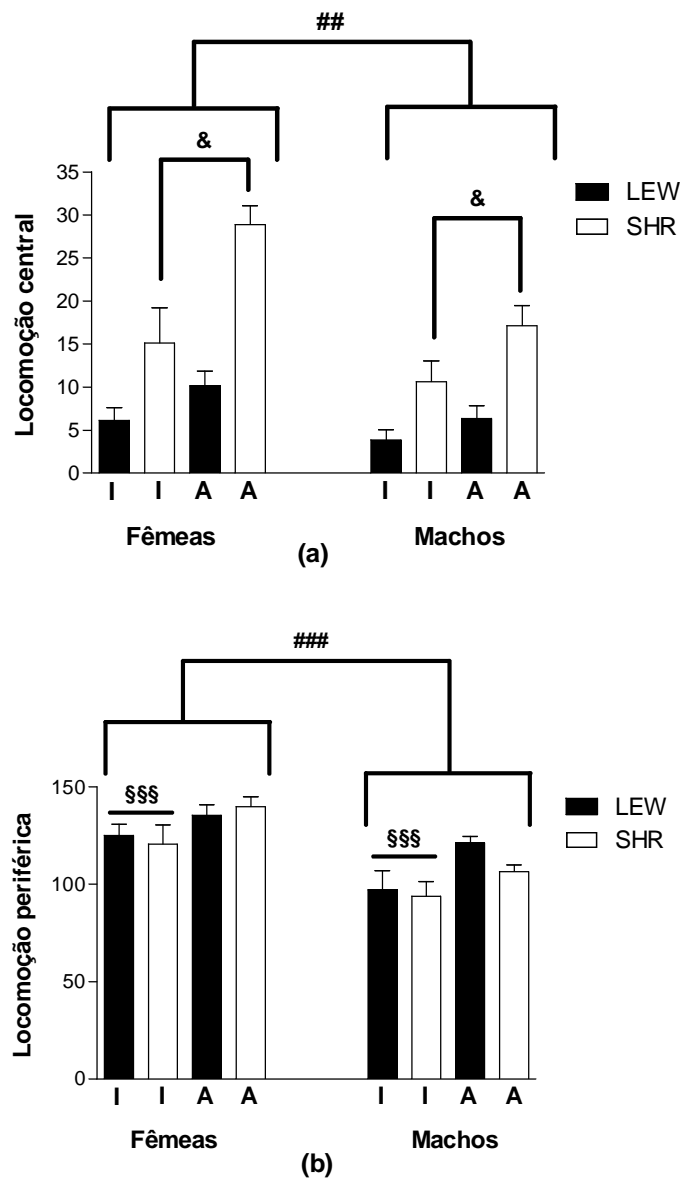 ##
&
&
LEW
SHR
Locomoção central
35
30
25
20
15
10
5
0
I I A A I I A A
Fêmeas Machos
(a)
###
§§§
§§§
LEW
SHR
Locomoção periférica
150
100
50
0
I I A A I I A A
Fêmeas Machos
(b)